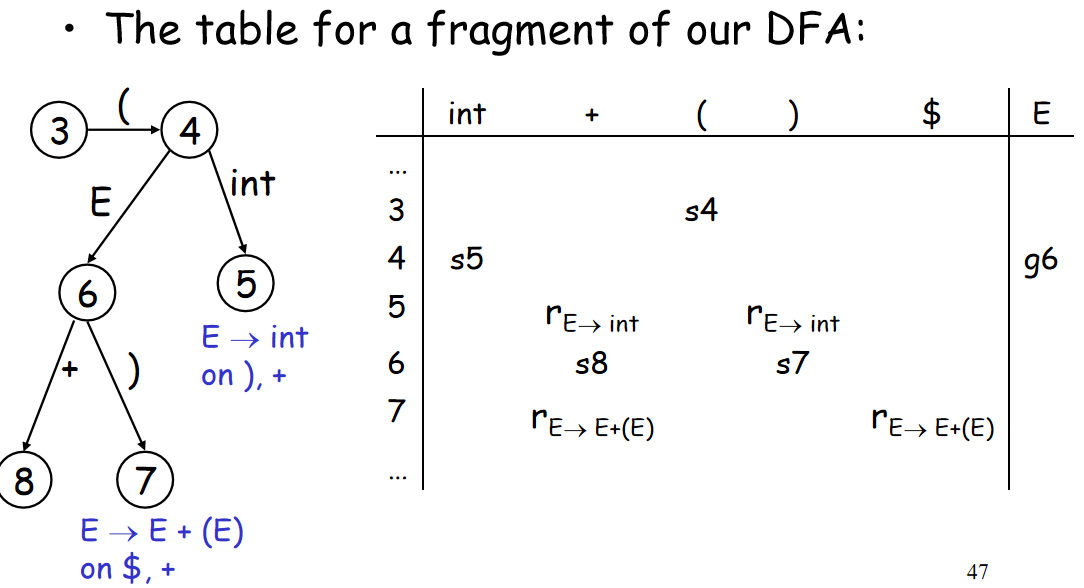 • The table for a fragment of our DFA:
int + ( ) $ E
...
3 s4
4 s5 g6
5 rE→ int rE→ int
6 s8 s7
7 rE→ E+(E) rE→ E+(E)
...
3 ( 4
E int
6 5
E → int
on ), +
+ )
8 7
E → E + (E)
on $, +
47